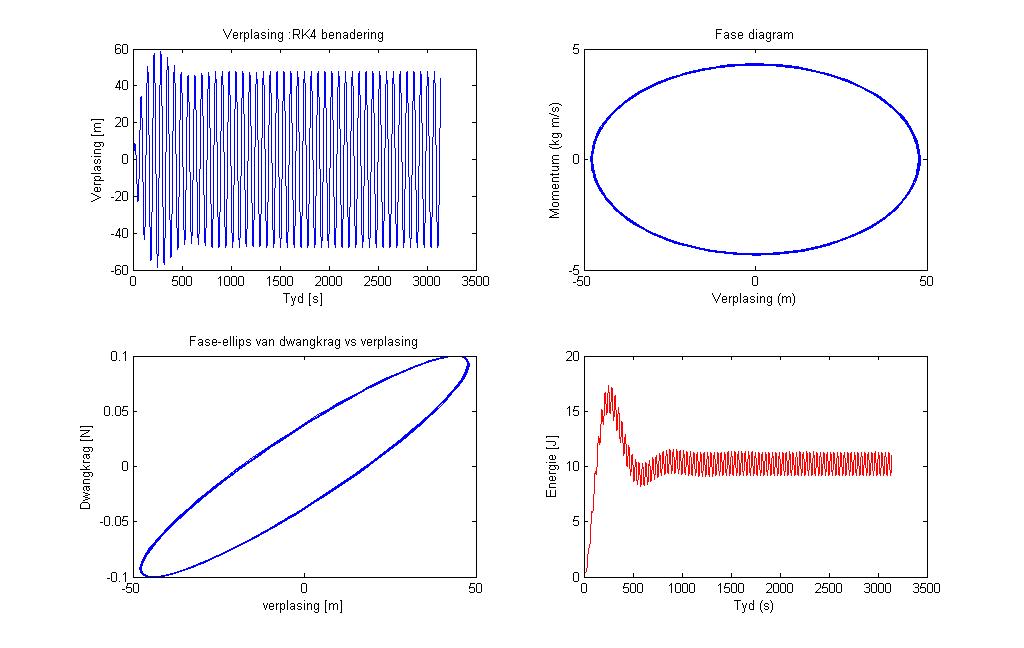 Verplasing :RK4 benadering
Verplasing [m]
60
40
20
0
-20
-40
-60
0 500 1000 1500 2000 2500 3000 3500
Tyd [s]
Fase diagram
Momentum (kg m/s)
5
0
-5
-50 0 50
Verplasing (m)
Fase-ellips van dwangkrag vs verplasing
Dwangkrag [N]
0.1
0.05
0
-0.05
-0.1
-50 0 50
verplasing [m]
Energie [J]
20
15
10
5
0
0 500 1000 1500 2000 2500 3000 3500
Tyd (s)